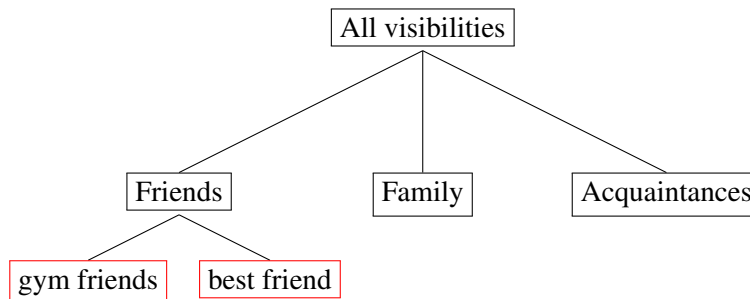 All visibilities
Friends
Family
Acquaintances
gym friends
best friend